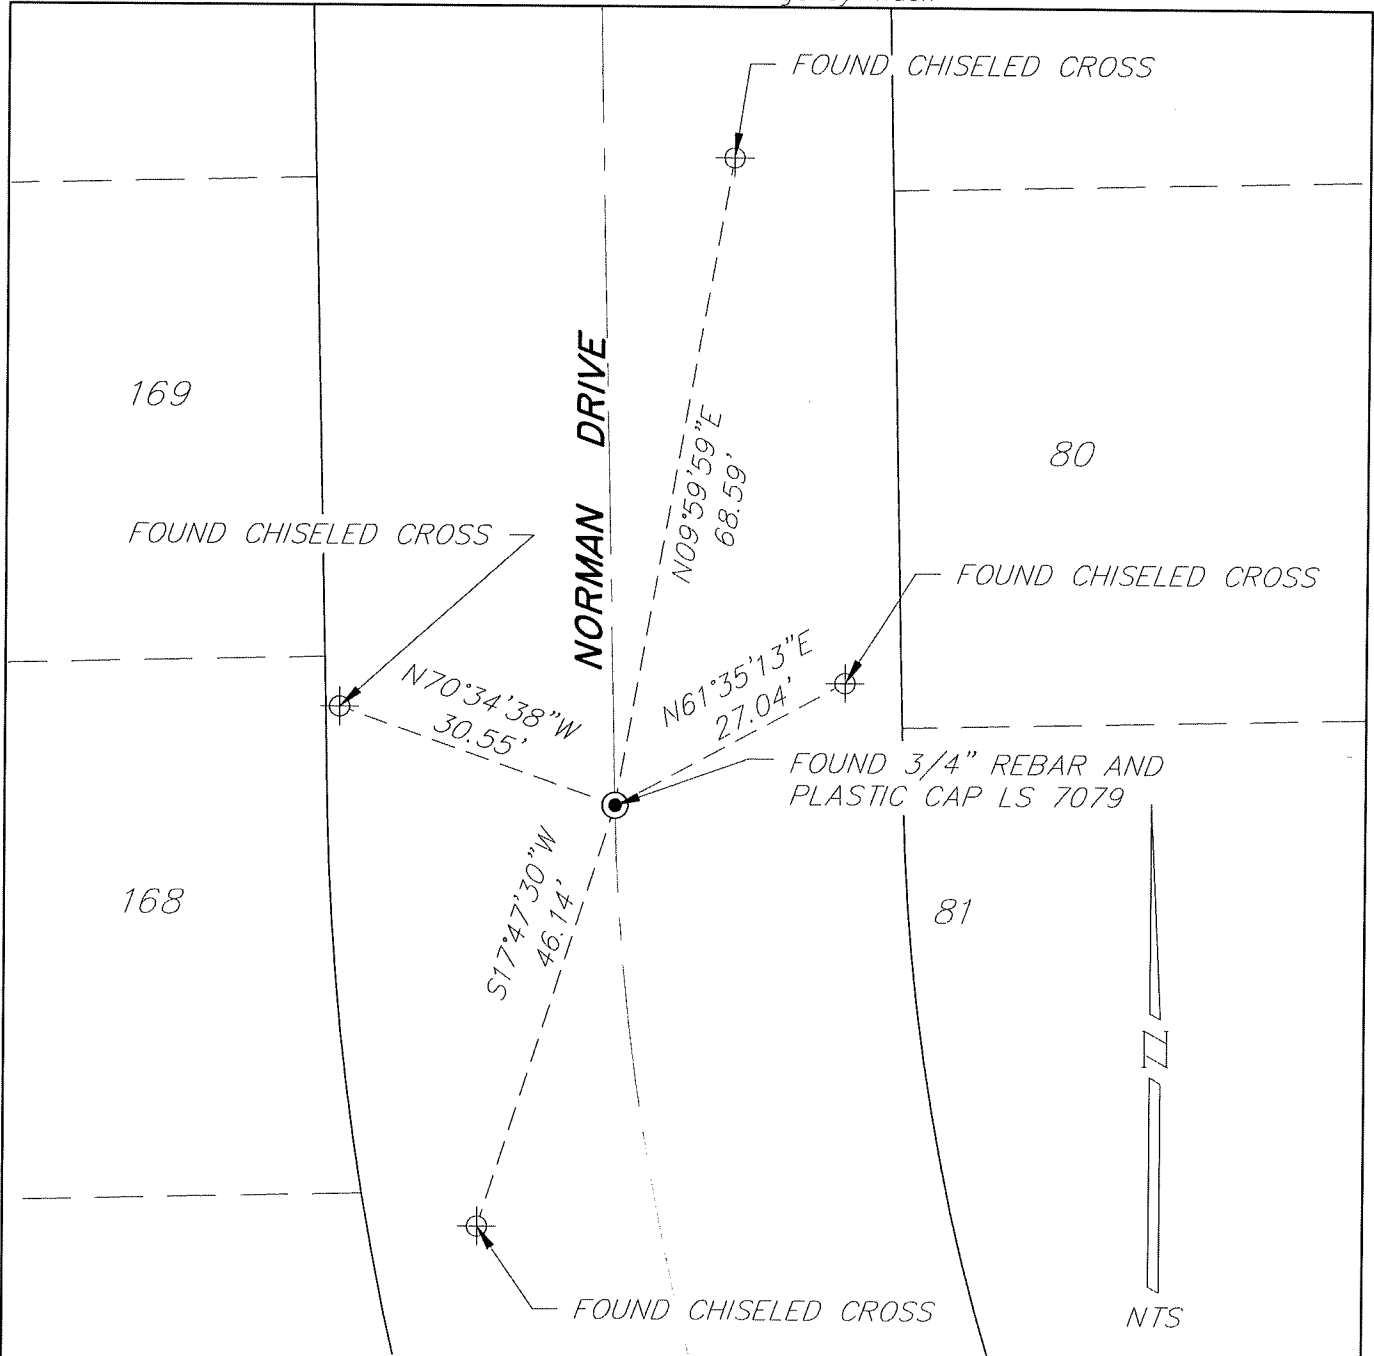 FOUND CHISELED CROSS
169
NORMAN DRIVE
N09°59'59"E
68.59'
80
FOUND CHISELED CROSS
FOUND CHISELED CROSS
N70°34'38"W
30.55'
N61°35'13"E
27.04'
FOUND 3/4" REBAR AND
PLASTIC CAP LS 7079
168
S17°47'30"W
46.14'
81
N
FOUND CHISELED CROSS
NTS